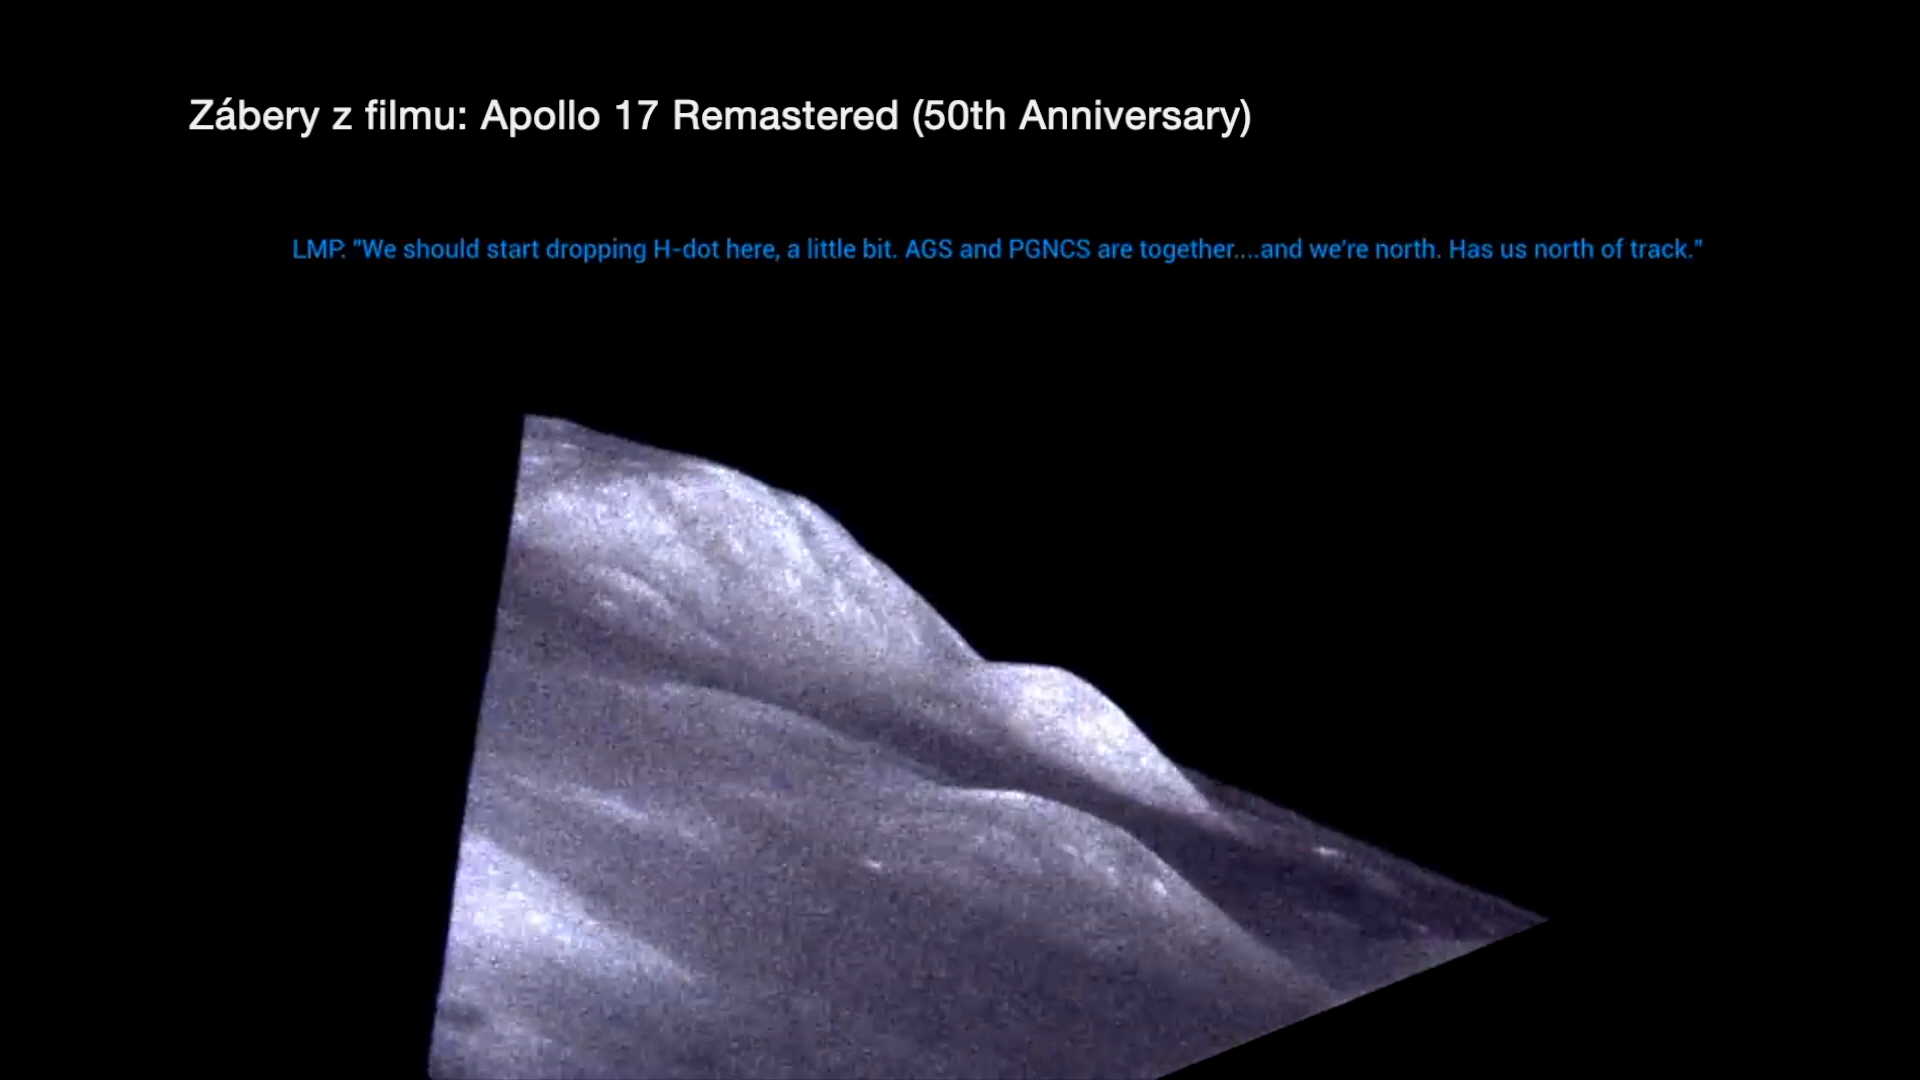 Zábery z filmu: Apollo 17 Remastered (50th Anniversary)
LMP: "We should start dropping H-dot here, a little bit. AGS and PGNCS are together....and we're north. Has us north of track."